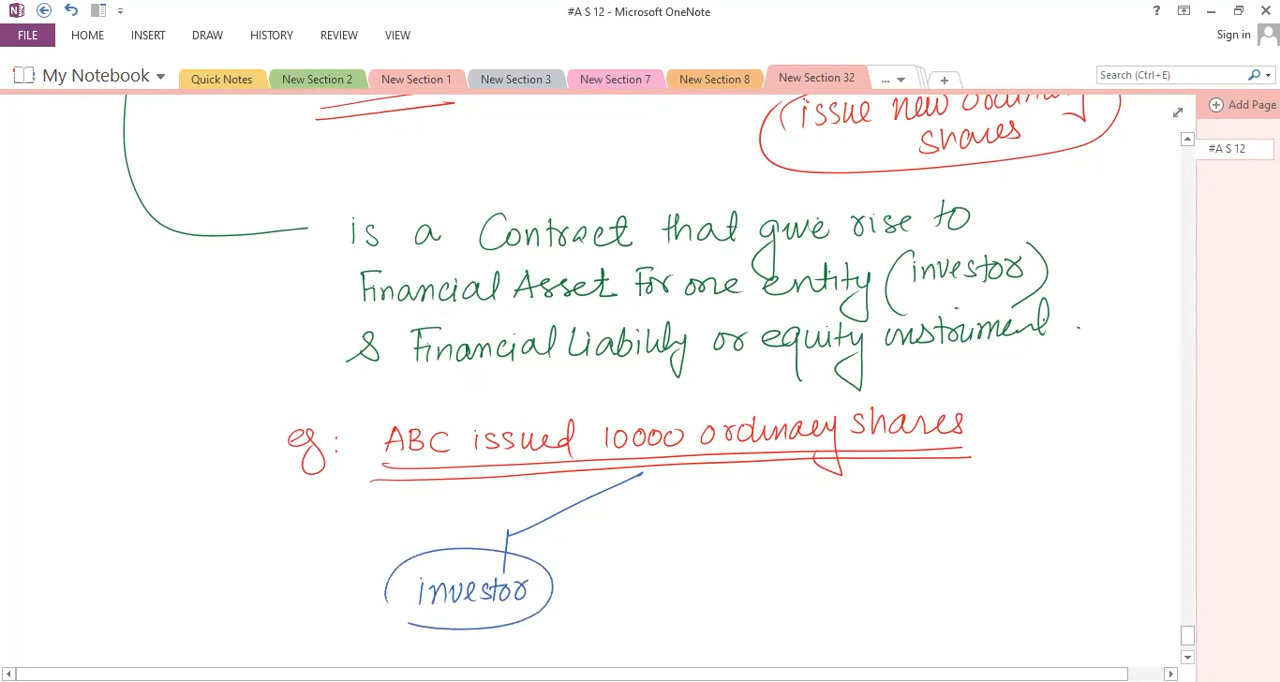 #A S 12 - Microsoft OneNote
?
Sign in
FILE HOME INSERT DRAW HISTORY REVIEW VIEW
My Notebook
Quick Notes New Section 2 New Section 1 New Section 3 New Section 7 New Section 8 New Section 32 ... +
Search (Ctrl+E)
Add Page
#A S 12
(issue new ordinary
shares
is a Contract that give rise to
Financial Asset For one entity (investor)
& Financial Liability or equity instrument .
eg: ABC issued 10000 ordinary shares
investor